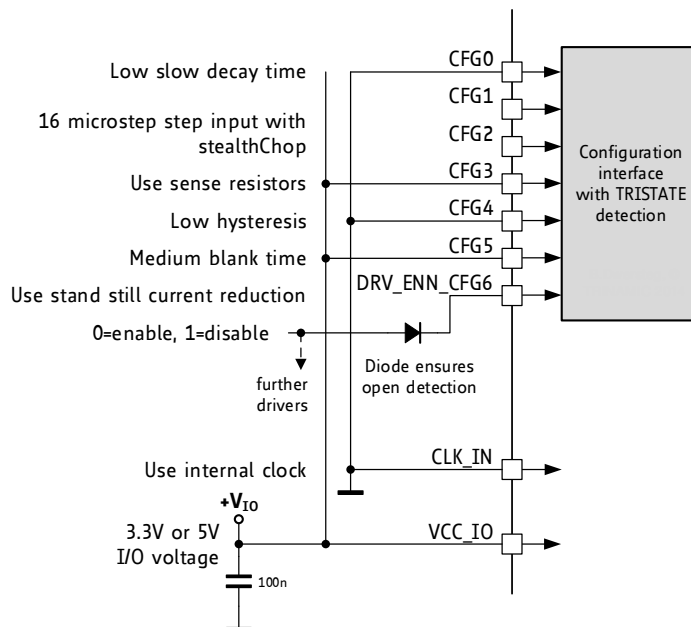 CFG0
Low slow decay time
CFG1
16 microstep step input with
stealthChop
CFG2
Configuration
interface
with TRISTATE
detection
Use sense resistors
CFG3
Low hysteresis
CFG4
Medium blank time
CFG5
Use stand still current reduction
DRV_ENN_CFG6
0=enable, 1=disable
further
drivers
Diode ensures
open detection
Use internal clock
CLK_IN
+VIO
3.3V or 5V
I/O voltage
VCC_IO
100n